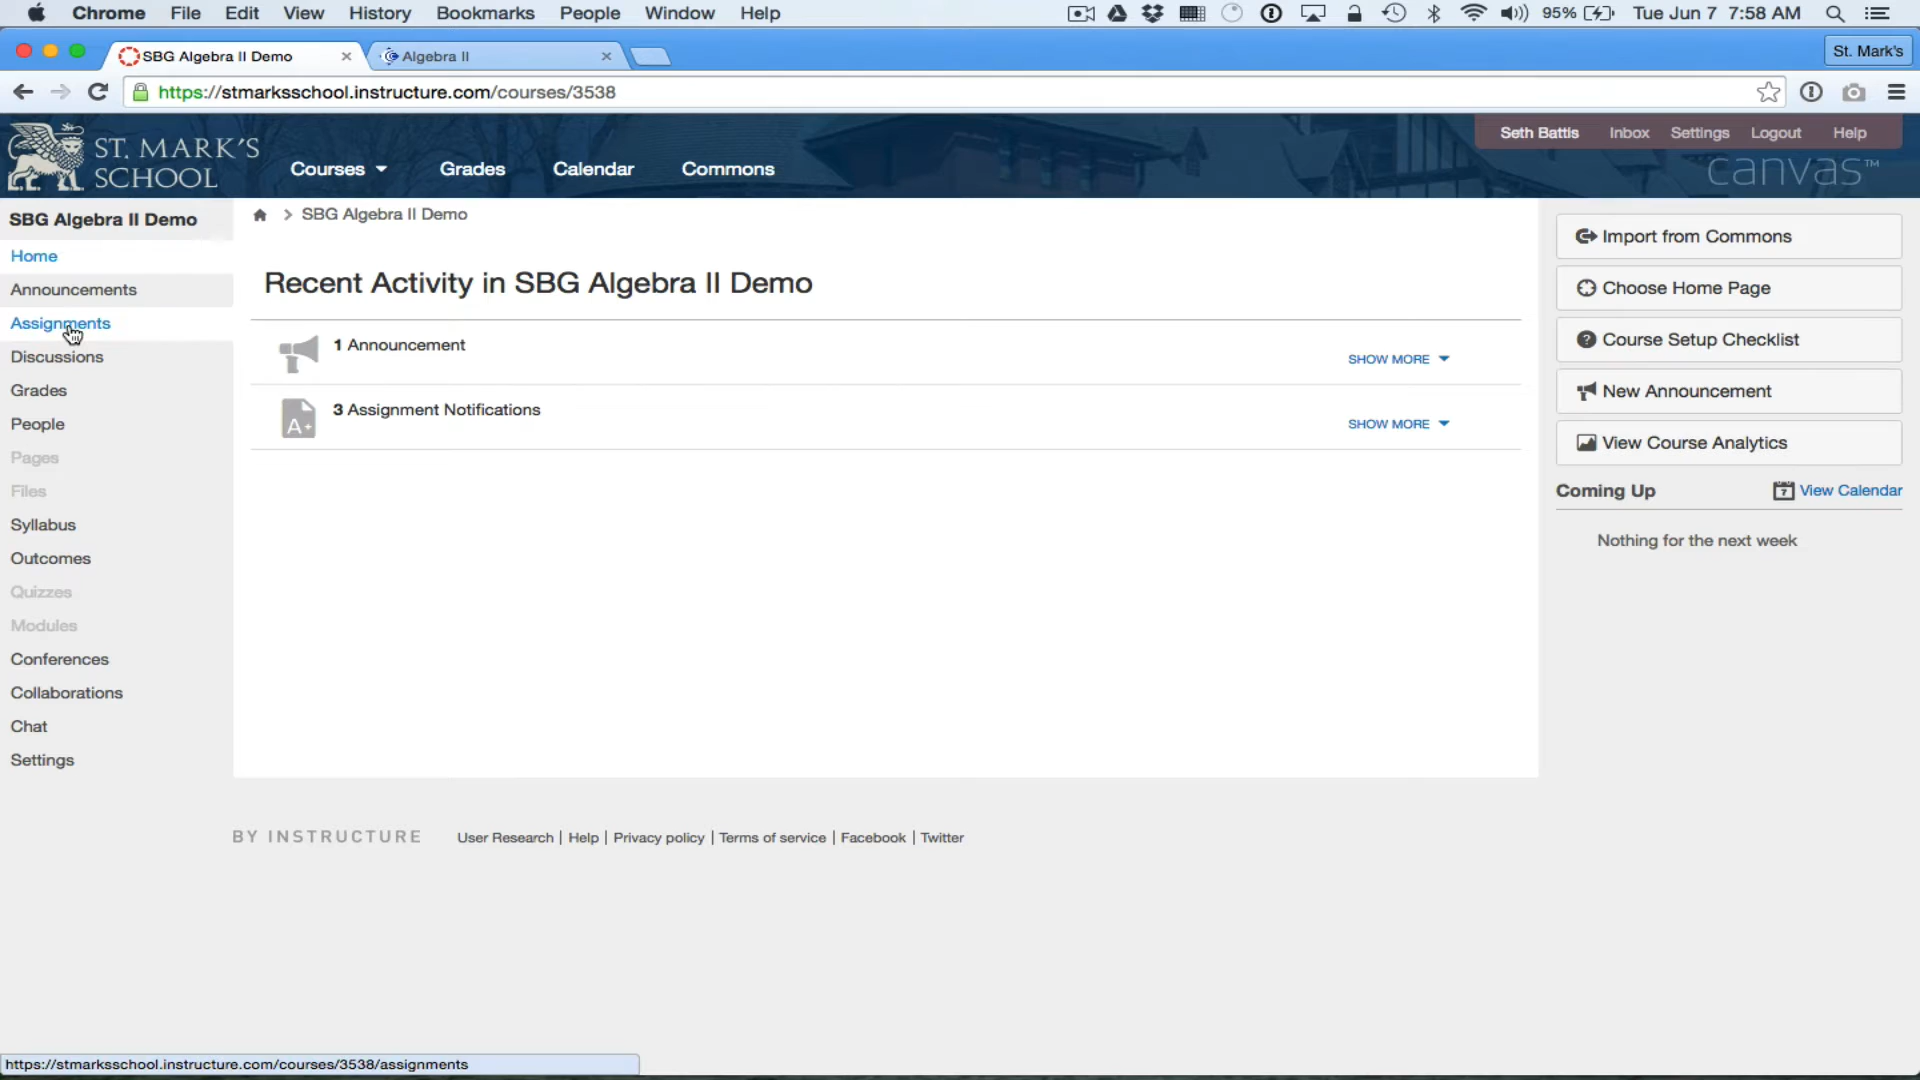 Chrome File Edit View History Bookmarks People Window Help 95% Tue Jun 7 7:58 AM
SBG Algebra II Demo Algebra II St. Mark's
https://stmarksschool.instructure.com/courses/3538
Seth Battis Inbox Settings Logout Help
ST. MARK'S
SCHOOL
Courses Grades Calendar Commons
canvas™
SBG Algebra II Demo
Home
Announcements
Assignments
Discussions
Grades
People
Pages
Files
Syllabus
Outcomes
Quizzes
Modules
Conferences
Collaborations
Chat
Settings
> SBG Algebra II Demo
Recent Activity in SBG Algebra II Demo
1 Announcement
SHOW MORE
A+
3 Assignment Notifications
SHOW MORE
Import from Commons
Choose Home Page
? Course Setup Checklist
New Announcement
View Course Analytics
Coming Up 7 View Calendar
Nothing for the next week
BY INSTRUCTURE User Research | Help | Privacy policy | Terms of service | Facebook | Twitter
https://stmarksschool.instructure.com/courses/3538/assignments